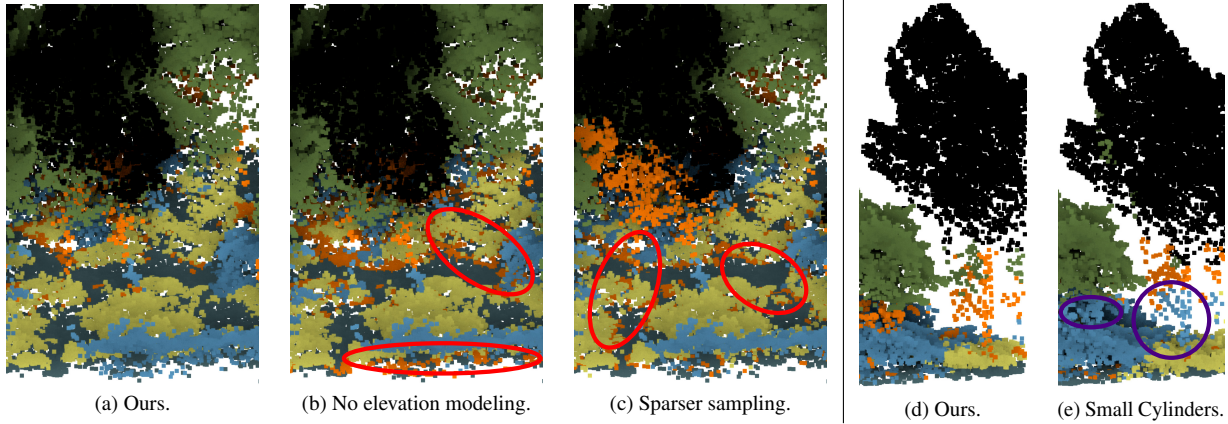 (a) Ours.
(b) No elevation modeling.
(c) Sparser sampling.
(d) Ours.
(e) Small Cylinders.